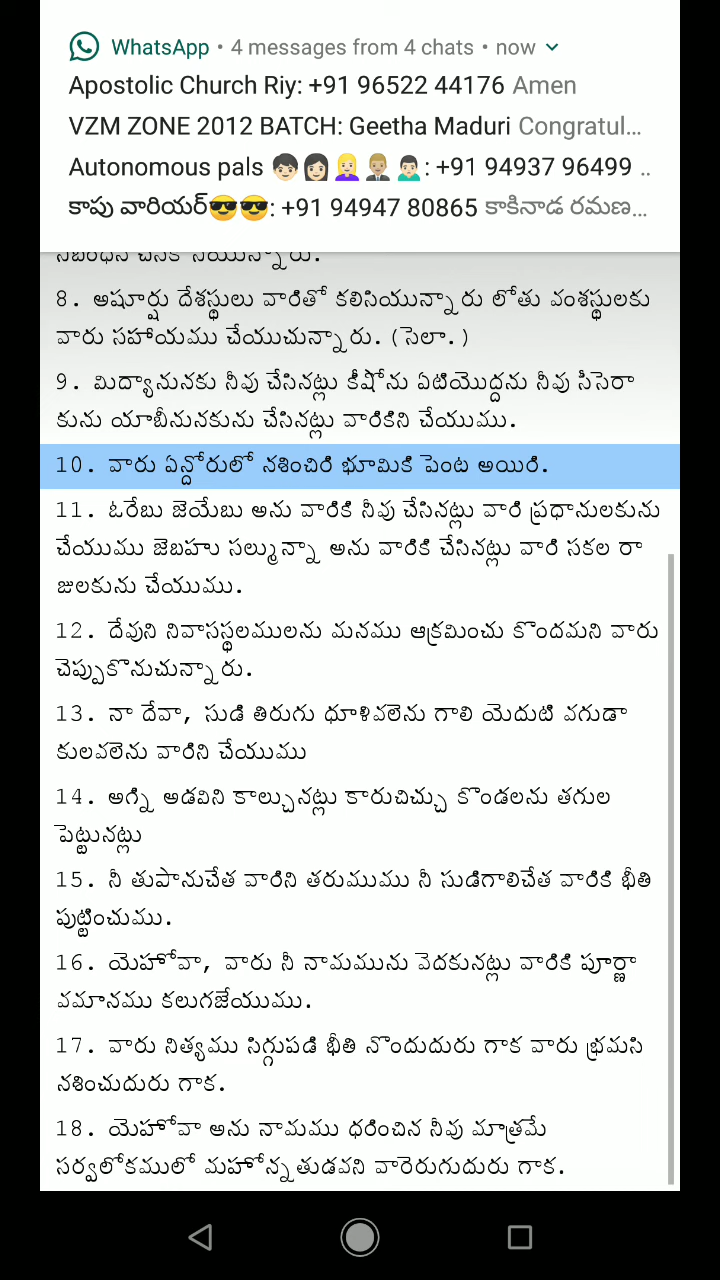 WhatsApp • 4 messages from 4 chats • now
Apostolic Church Riy: +91 96522 44176 Amen
VZM ZONE 2012 BATCH: Geetha Maduri Congratul...
Autonomous pals 👦🏻👩🏻👱🏼‍♀️🤵🏼🙎🏻‍♂️: +91 94937 96499 ..
కాపు వారియర్😎😎: +91 94947 80865 కాకినాడ రమణ...
8. అషూర్షు దేశస్థులు వారితో కలిసియున్నారు లోతు వంశస్థులకు
వారు సహాయము చేయుచున్నారు.(సెలా.)
9. మిద్యానునకు నీవు చేసినట్లు కీషోను ఏటియొద్దను నీవు సీసెరా
కును యాబీనునకును చేసినట్లు వారికిని చేయుము.
10. వారు ఏన్దోరులో నశించిరి భూమికి పెంట అయిరి.
11. ఓరేబు జెయేబు అను వారికి నీవు చేసినట్లు వారి ప్రధానులకును
చేయుము జెబహు సల్మున్నా అను వారికి చేసినట్లు వారి సకల రా
జులకును చేయుము.
12. దేవుని నివాసస్థలములను మనము ఆక్రమించు కొందమని వారు
చెప్పుకొనుచున్నారు.
13. నా దేవా, సుడి తిరుగు ధూళివలెను గాలి యెదుటి వగుడా
కులవలెను వారిని చేయుము
14. అగ్ని అడవిని కాల్చునట్లు కారుచిచ్చు కొండలను తగుల
పెట్టునట్లు
15. నీ తుపానుచేత వారిని తరుముము నీ సుడిగాలిచేత వారికి భీతి
పుట్టించుము.
16. యెహోవా, వారు నీ నామమును వెదకునట్లు వారికి పూర్ణా
వమానము కలుగజేయుము.
17. వారు నిత్యము సిగ్గుపడి భీతి నొందుదురు గాక వారు భ్రమసి
నశించుదురు గాక.
18. యెహోవా అను నామము ధరించిన నీవు మాత్రమే
సర్వలోకములో మహోన్నతుడవని వారెరుగుదురు గాక.